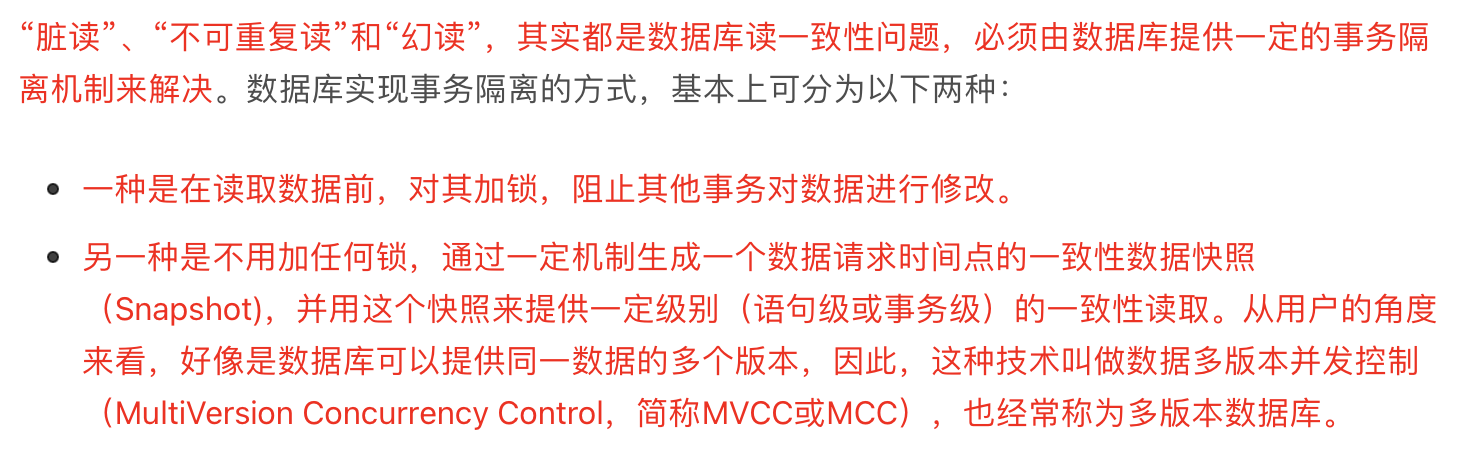 “脏读”、“不可重复读”和“幻读”，其实都是数据库读一致性问题，必须由数据库提供一定的事务隔
离机制来解决。数据库实现事务隔离的方式，基本上可分为以下两种：
• 一种是在读取数据前，对其加锁，阻止其他事务对数据进行修改。
• 另一种是不用加任何锁，通过一定机制生成一个数据请求时间点的一致性数据快照
（Snapshot)，并用这个快照来提供一定级别（语句级或事务级）的一致性读取。从用户的角度
来看，好像是数据库可以提供同一数据的多个版本，因此，这种技术叫做数据多版本并发控制
（MultiVersion Concurrency Control，简称MVCC或MCC），也经常称为多版本数据库。